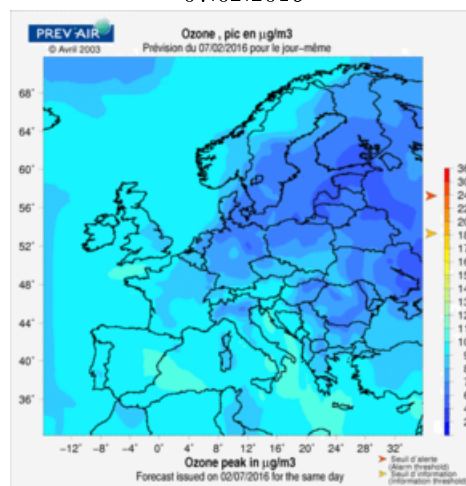 PREV'AIR
© Avril 2003
Ozone , pic en µg/m3
Prévision du 07/02/2016 pour le jour-même
68°
64°
60°
56°
52°
48°
44°
40°
36°
-12° -8° -4° 0° 4° 8° 12° 16° 20° 24° 28° 32°
Ozone peak in µg/m3
Forecast issued on 02/07/2016 for the same day
Seuil d'alerte
(Alarm threshold)
Seuil d'information
(Information threshold)